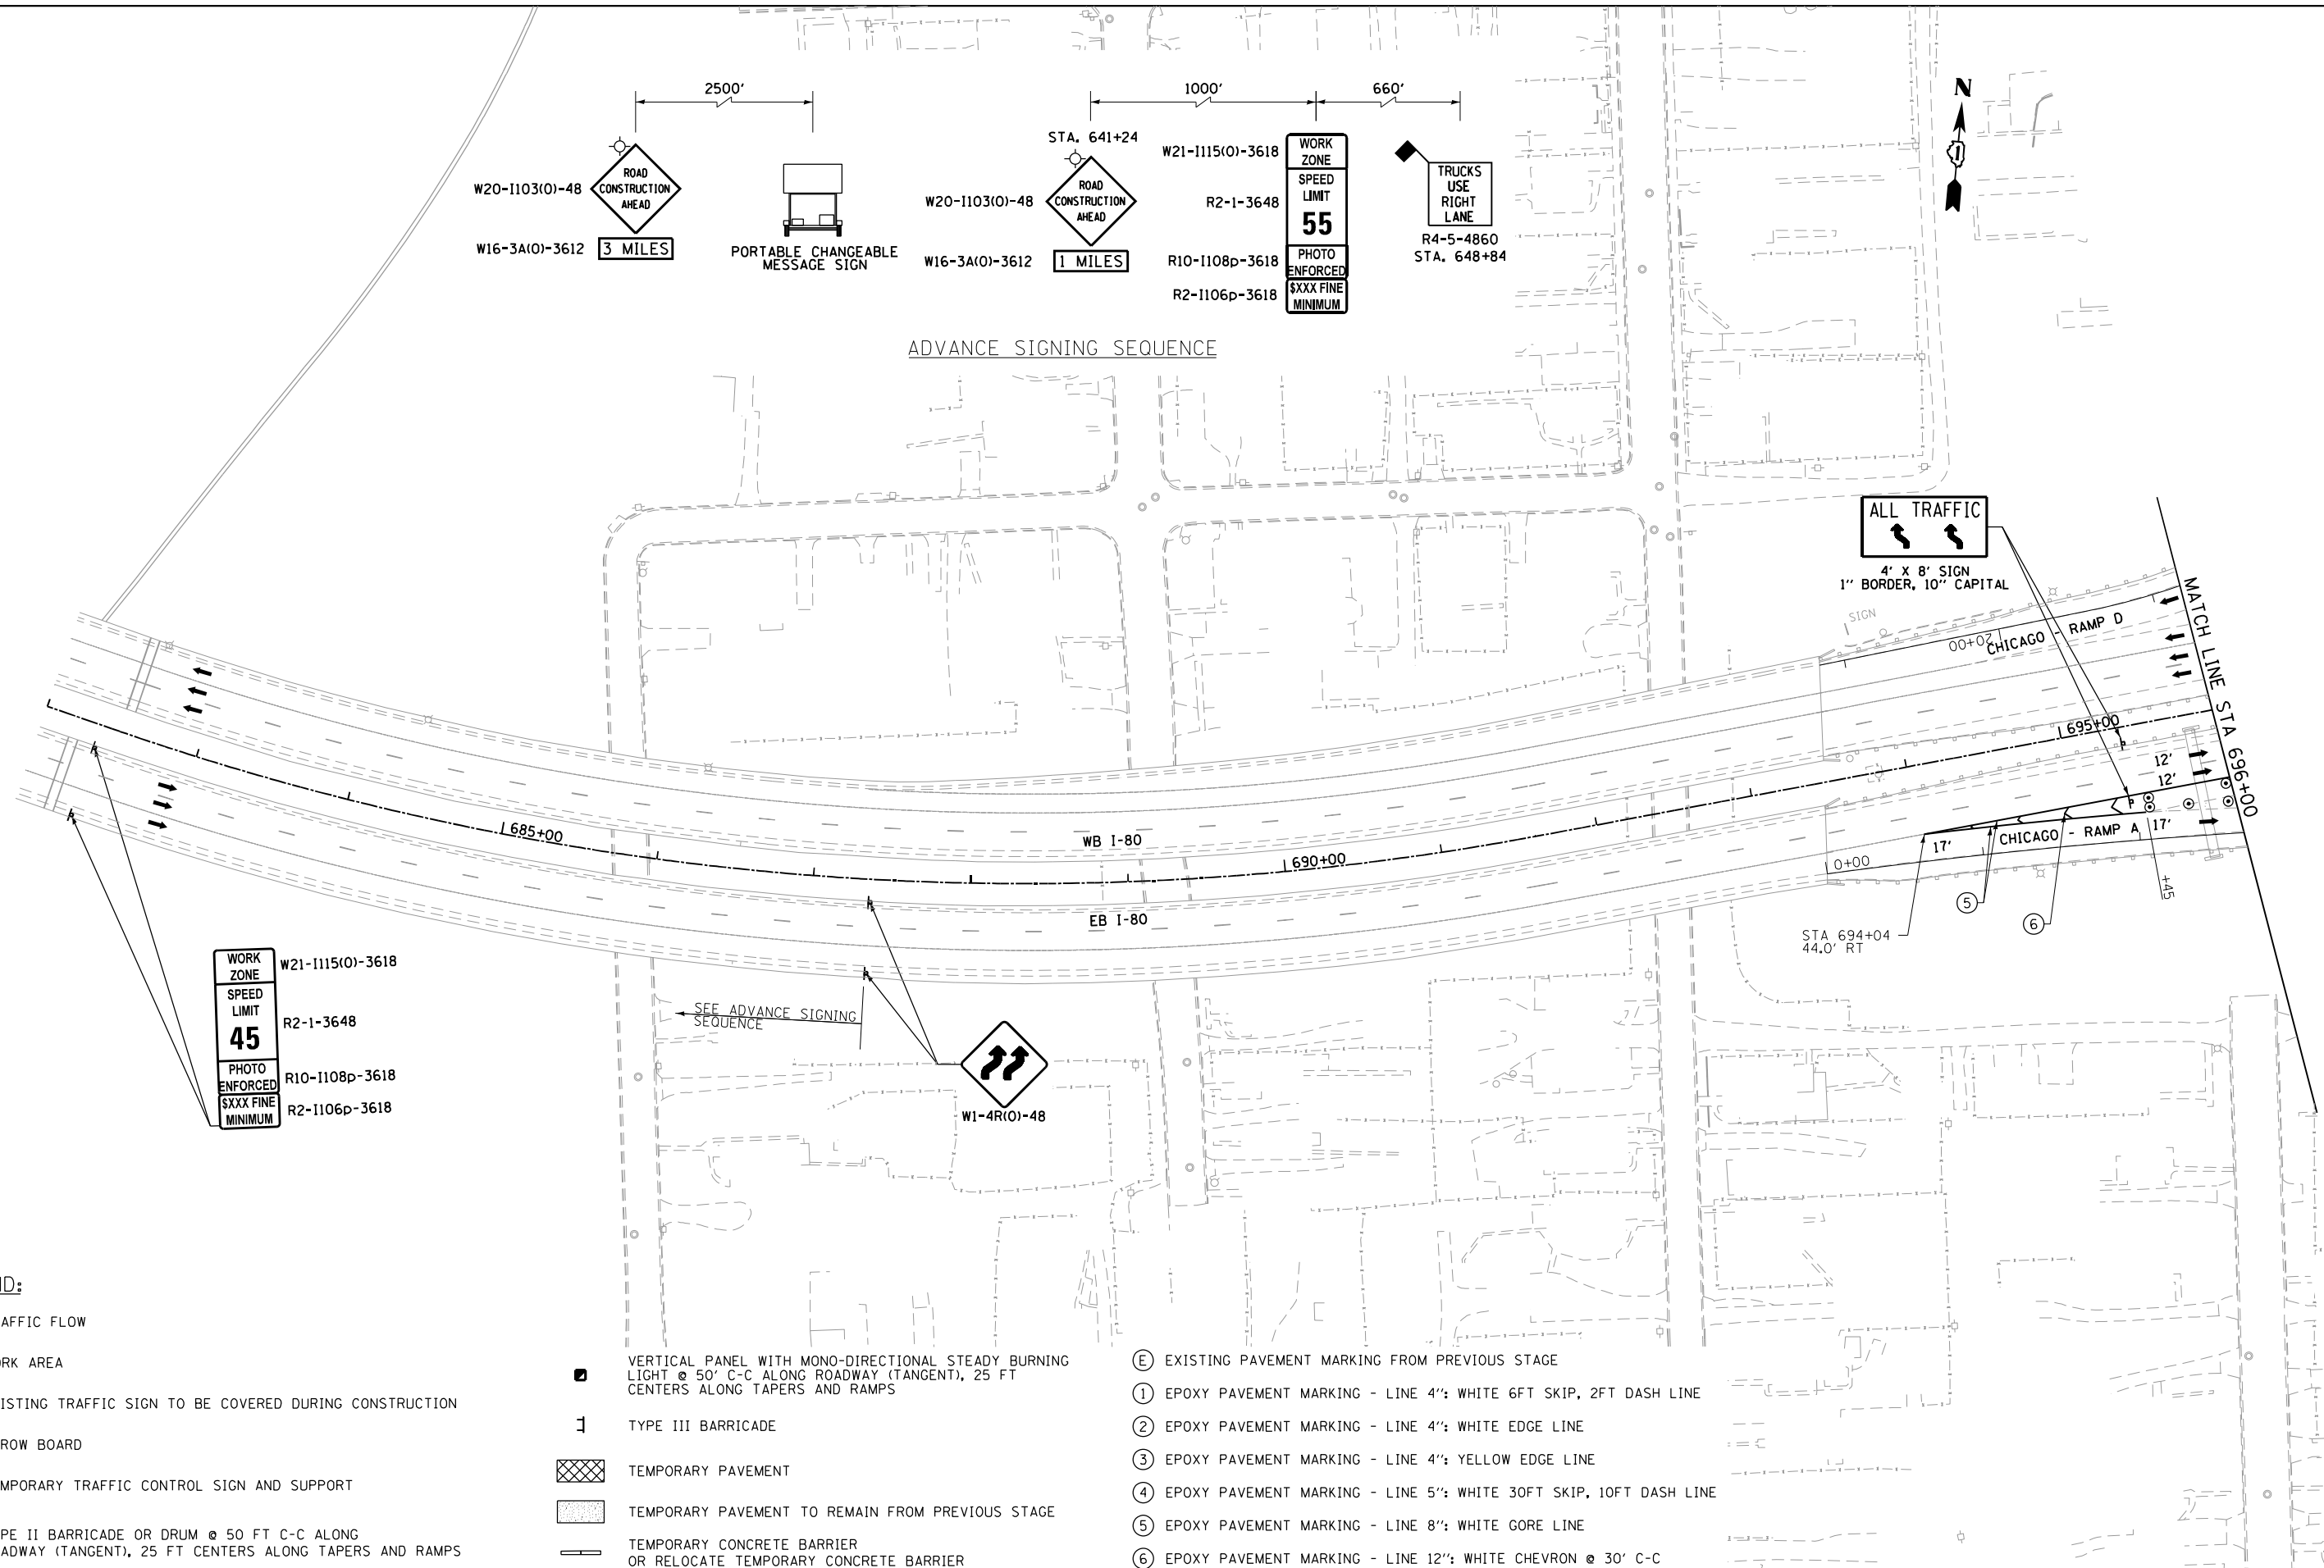 2500'
1000'
660'
N
STA. 641+24
W20-I103(O)-48
ROAD
CONSTRUCTION
AHEAD
W16-3A(O)-3612
3 MILES
PORTABLE CHANGEABLE
MESSAGE SIGN
W20-I103(O)-48
ROAD
CONSTRUCTION
AHEAD
W16-3A(O)-3612
1 MILES
W21-I115(O)-3618
WORK
ZONE
R2-1-3648
SPEED
LIMIT
55
R10-I108p-3618
PHOTO
ENFORCED
R2-I106p-3618
$XXX FINE
MINIMUM
TRUCKS
USE
RIGHT
LANE
R4-5-4860
STA. 648+84
ADVANCE SIGNING SEQUENCE
ALL TRAFFIC
4' X 8' SIGN
1'' BORDER, 10'' CAPITAL
SIGN
20+00
CHICAGO - RAMP D
MATCH LINE STA 696+00
695+00
12'
12'
17'
17'
CHICAGO - RAMP A
0+00
+45
5
6
STA 694+04
44.0' RT
685+00
WB I-80
690+00
EB I-80
SEE ADVANCE SIGNING
SEQUENCE
W1-4R(O)-48
WORK
ZONE
W21-I115(O)-3618
SPEED
LIMIT
45
R2-1-3648
PHOTO
ENFORCED
R10-I108p-3618
$XXX FINE
MINIMUM
R2-I106p-3618
ND:
AFFIC FLOW
RK AREA
ISTING TRAFFIC SIGN TO BE COVERED DURING CONSTRUCTION
ROW BOARD
MPORARY TRAFFIC CONTROL SIGN AND SUPPORT
PE II BARRICADE OR DRUM @ 50 FT C-C ALONG
ADWAY (TANGENT), 25 FT CENTERS ALONG TAPERS AND RAMPS
VERTICAL PANEL WITH MONO-DIRECTIONAL STEADY BURNING
LIGHT @ 50' C-C ALONG ROADWAY (TANGENT), 25 FT
CENTERS ALONG TAPERS AND RAMPS
TYPE III BARRICADE
TEMPORARY PAVEMENT
TEMPORARY PAVEMENT TO REMAIN FROM PREVIOUS STAGE
TEMPORARY CONCRETE BARRIER
OR RELOCATE TEMPORARY CONCRETE BARRIER
E EXISTING PAVEMENT MARKING FROM PREVIOUS STAGE
1 EPOXY PAVEMENT MARKING - LINE 4'': WHITE 6FT SKIP, 2FT DASH LINE
2 EPOXY PAVEMENT MARKING - LINE 4'': WHITE EDGE LINE
3 EPOXY PAVEMENT MARKING - LINE 4'': YELLOW EDGE LINE
4 EPOXY PAVEMENT MARKING - LINE 5'': WHITE 30FT SKIP, 10FT DASH LINE
5 EPOXY PAVEMENT MARKING - LINE 8'': WHITE GORE LINE
6 EPOXY PAVEMENT MARKING - LINE 12'': WHITE CHEVRON @ 30' C-C